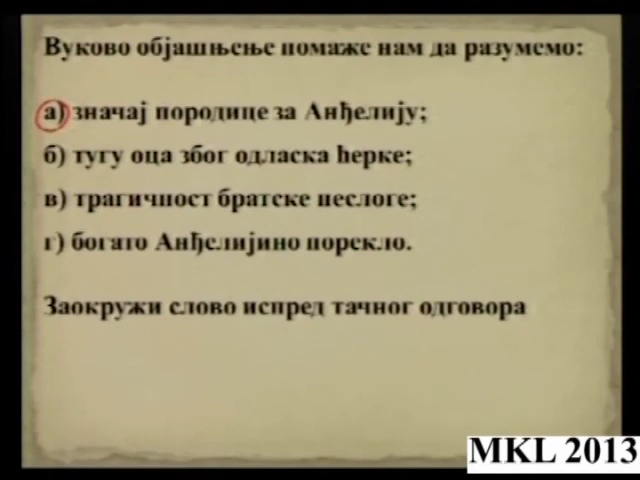 Вуково објашњење помаже нам да разумемо:
а) значај породице за Анђелију;
б) тугу оца због одласка ћерке;
в) трагичност братске неслоге;
г) богато Анђелијино порекло.
Заокружи слово испред тачног одговора
MKL 2013